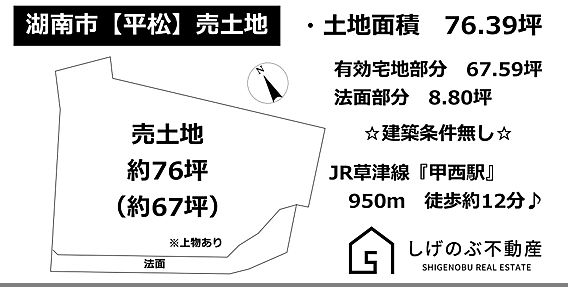 湖南市【平松】売土地
・土地面積　76.39坪
有効宅地部分　67.59坪
法面部分　8.80坪
☆建築条件無し☆
JR草津線『甲西駅』
950m　徒歩約12分♪
N
売土地
約76坪
（約67坪）
※上物あり
法面
しげのぶ不動産
SHIGENOBU REAL ESTATE